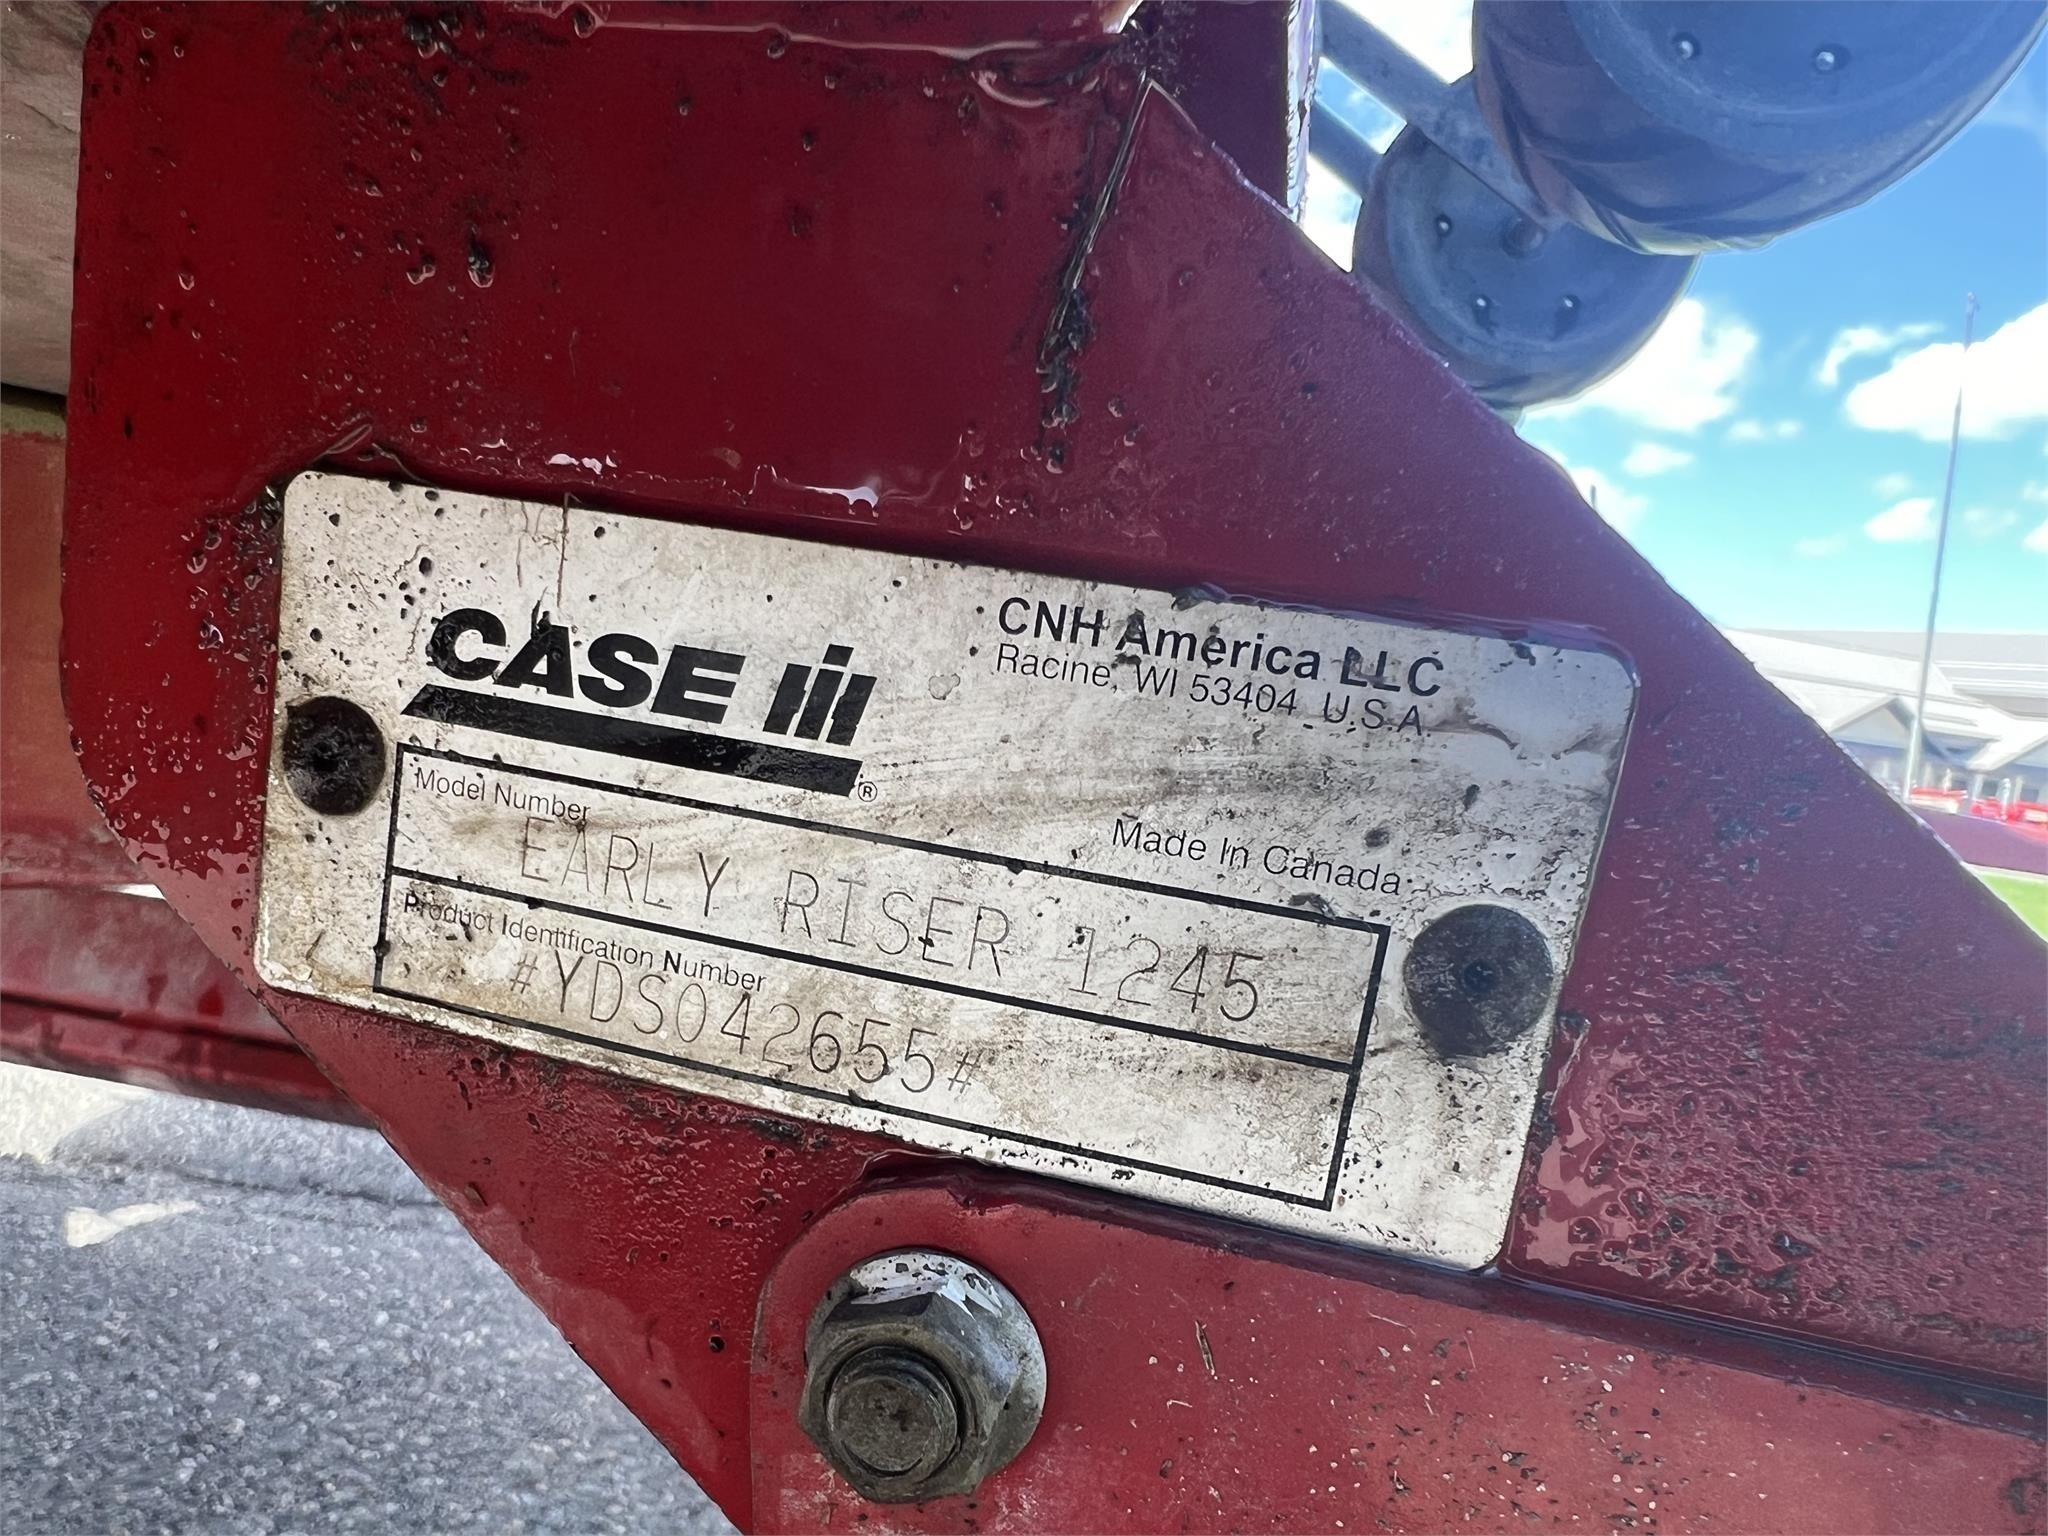 CASE IH®
CNH America LLC
Racine, WI 53404 U.S.A.
Made In Canada
Model Number
EARLY RISER 1245
Product Identification Number
#YDS042655#